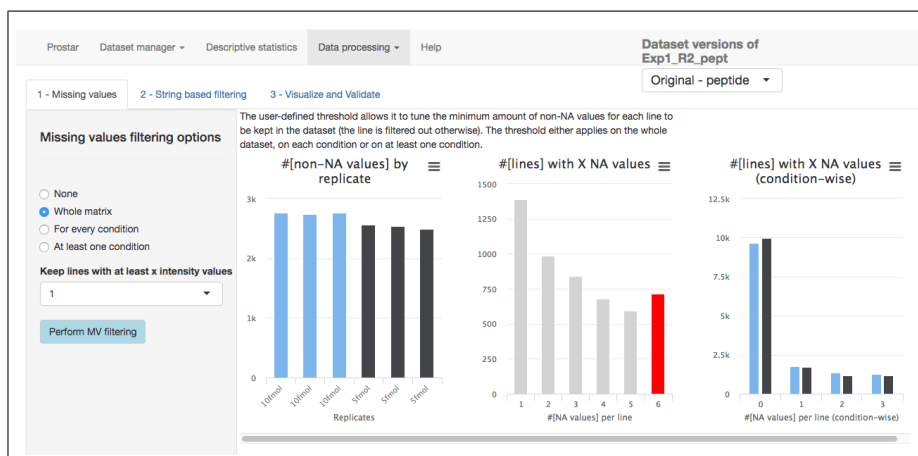 Prostar
Dataset manager
Descriptive statistics
Data processing
Help
Dataset versions of
Exp1_R2_pept
Original - peptide
1 - Missing values
2 - String based filtering
3 - Visualize and Validate
Missing values filtering options
None
Whole matrix
For every condition
At least one condition
Keep lines with at least x intensity values
1
Perform MV filtering
The user-defined threshold allows it to tune the minimum amount of non-NA values for each line to
be kept in the dataset (the line is filtered out otherwise). The threshold either applies on the whole
dataset, on each condition or on at least one condition.
#[non-NA values] by
replicate
3k
2k
1k
0
10fmol
10fmol
10fmol
5fmol
5fmol
5fmol
Replicates
#[lines] with X NA values
1500
1250
1000
750
500
250
0
1 2 3 4 5 6
#[NA values] per line
#[lines] with X NA values
(condition-wise)
12.5k
10k
7.5k
5k
2.5k
0k
0 1 2 3
#[NA values] per line (condition-wise)